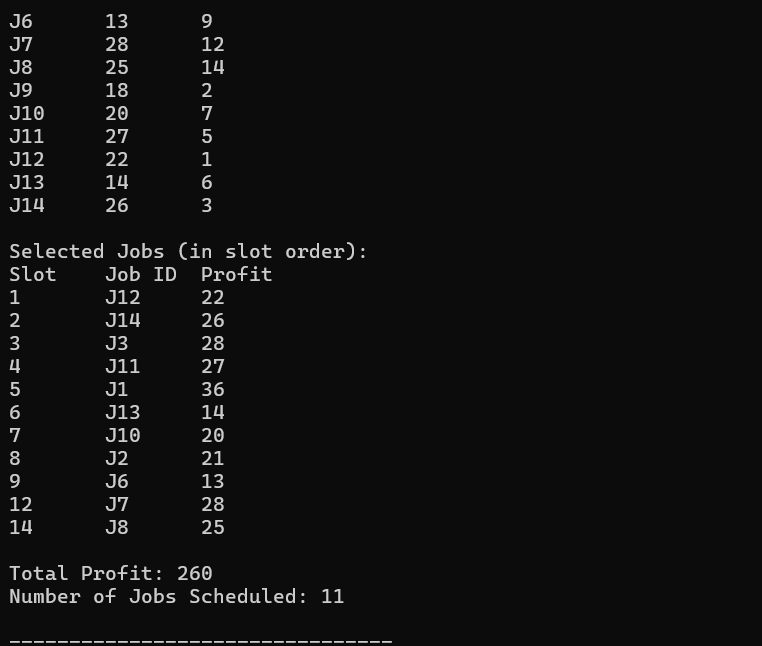 J6 13 9
J7 28 12
J8 25 14
J9 18 2
J10 20 7
J11 27 5
J12 22 1
J13 14 6
J14 26 3
Selected Jobs (in slot order):
Slot Job ID Profit
1 J12 22
2 J14 26
3 J3 28
4 J11 27
5 J1 36
6 J13 14
7 J10 20
8 J2 21
9 J6 13
12 J7 28
14 J8 25
Total Profit: 260
Number of Jobs Scheduled: 11
--------------------------------